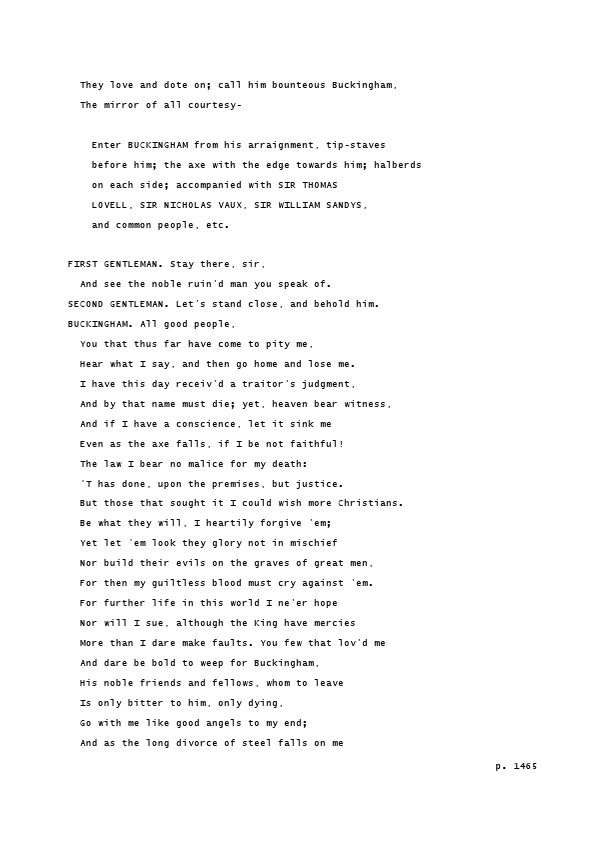 They love and dote on; call him bounteous Buckingham,
The mirror of all courtesy-
Enter BUCKINGHAM from his arraignment, tip-staves
before him; the axe with the edge towards him; halberds
on each side; accompanied with SIR THOMAS
LOVELL, SIR NICHOLAS VAUX, SIR WILLIAM SANDYS,
and common people, etc.
FIRST GENTLEMAN. Stay there, sir,
And see the noble ruin'd man you speak of.
SECOND GENTLEMAN. Let's stand close, and behold him.
BUCKINGHAM. All good people,
You that thus far have come to pity me,
Hear what I say, and then go home and lose me.
I have this day receiv'd a traitor's judgment,
And by that name must die; yet, heaven bear witness,
And if I have a conscience, let it sink me
Even as the axe falls, if I be not faithful!
The law I bear no malice for my death:
'T has done, upon the premises, but justice.
But those that sought it I could wish more Christians.
Be what they will, I heartily forgive 'em;
Yet let 'em look they glory not in mischief
Nor build their evils on the graves of great men,
For then my guiltless blood must cry against 'em.
For further life in this world I ne'er hope
Nor will I sue, although the King have mercies
More than I dare make faults. You few that lov'd me
And dare be bold to weep for Buckingham,
His noble friends and fellows, whom to leave
Is only bitter to him, only dying,
Go with me like good angels to my end;
And as the long divorce of steel falls on me
p. 1465